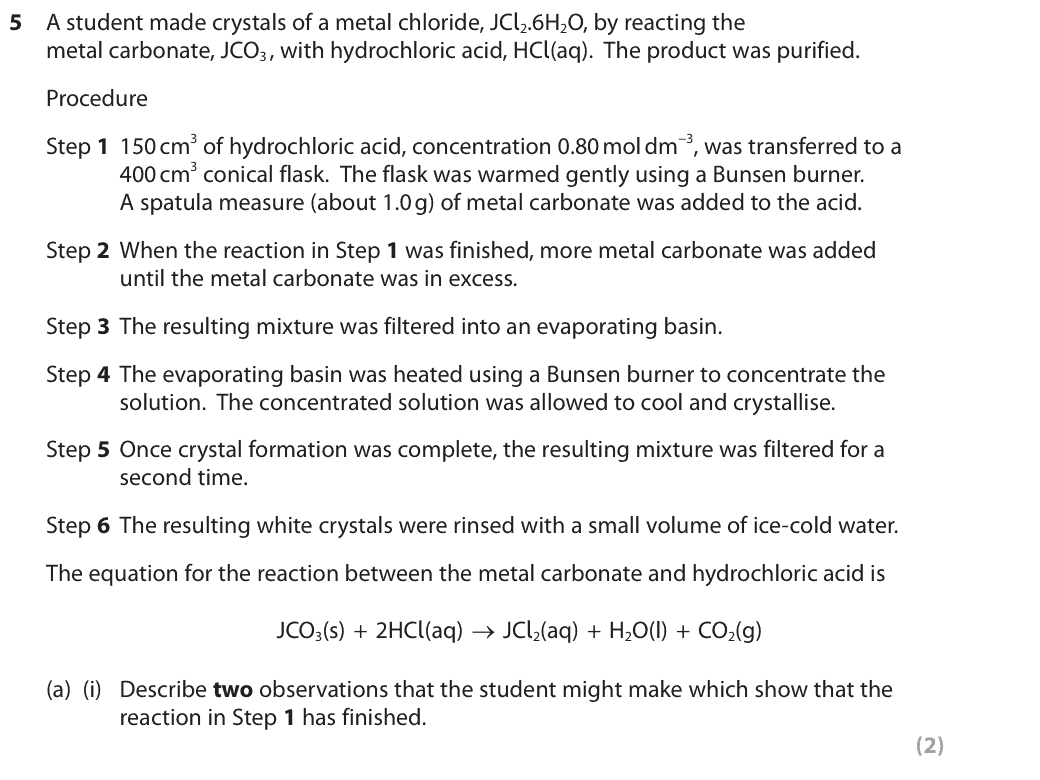 5 A student made crystals of a metal chloride, JCl₂.6H₂O, by reacting the
metal carbonate, JCO₃, with hydrochloric acid, HCl(aq). The product was purified.
Procedure
Step 1 150 cm³ of hydrochloric acid, concentration 0.80 mol dm⁻³, was transferred to a
400 cm³ conical flask. The flask was warmed gently using a Bunsen burner.
A spatula measure (about 1.0 g) of metal carbonate was added to the acid.
Step 2 When the reaction in Step 1 was finished, more metal carbonate was added
until the metal carbonate was in excess.
Step 3 The resulting mixture was filtered into an evaporating basin.
Step 4 The evaporating basin was heated using a Bunsen burner to concentrate the
solution. The concentrated solution was allowed to cool and crystallise.
Step 5 Once crystal formation was complete, the resulting mixture was filtered for a
second time.
Step 6 The resulting white crystals were rinsed with a small volume of ice-cold water.
The equation for the reaction between the metal carbonate and hydrochloric acid is
JCO₃(s) + 2HCl(aq) → JCl₂(aq) + H₂O(l) + CO₂(g)
(a) (i) Describe two observations that the student might make which show that the
reaction in Step 1 has finished.
(2)